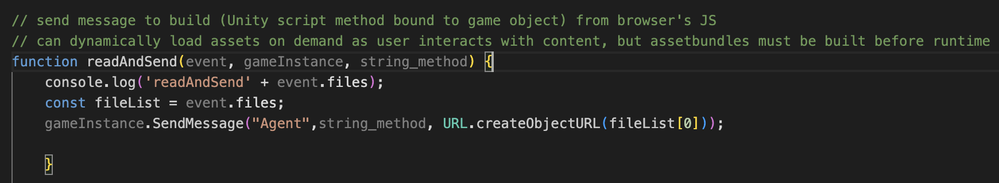 // send message to build (Unity script method bound to game object) from browser's JS
// can dynamically load assets on demand as user interacts with content, but assetbundles must be built before runtime
function readAndSend(event, gameInstance, string_method) {
    console.log('readAndSend' + event.files);
    const fileList = event.files;
    gameInstance.SendMessage("Agent",string_method, URL.createObjectURL(fileList[0]));
    }